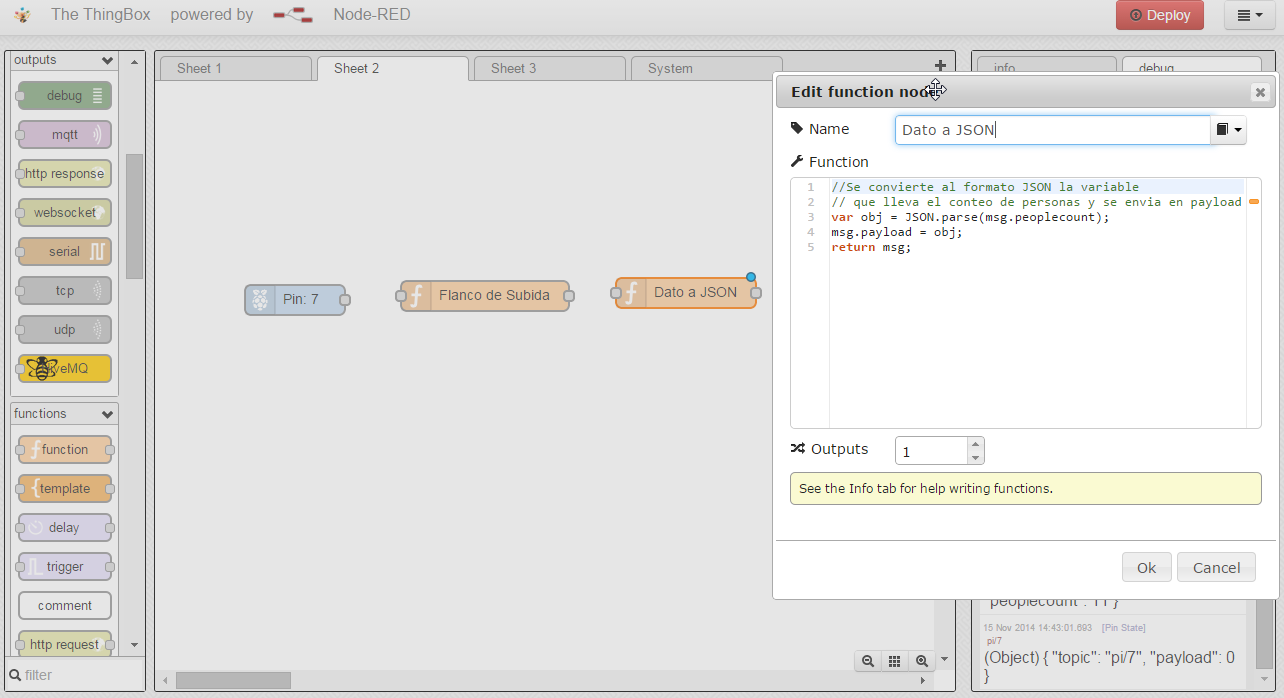 The ThingBox powered by Node-RED
Deploy
outputs
debug
mqtt
http response
websocket
serial
tcp
udp
functions
function
template
delay
trigger
comment
http request
filter
Sheet 1
Sheet 2
Sheet 3
System
Pin: 7
Flanco de Subida
Dato a JSON
info
debug
Edit function node
Name
Dato a JSON
Function
1 //Se convierte al formato JSON la variable
2 // que lleva el conteo de personas y se envia en payload
3 var obj = JSON.parse(msg.peoplecount);
4 msg.payload = obj;
5 return msg;
Outputs
1
See the Info tab for help writing functions.
Ok
Cancel
peoplecount : 11 }
15 Nov 2014 14:43:01.693 [Pin State]
pi/7
(Object) { "topic": "pi/7", "payload": 0
}